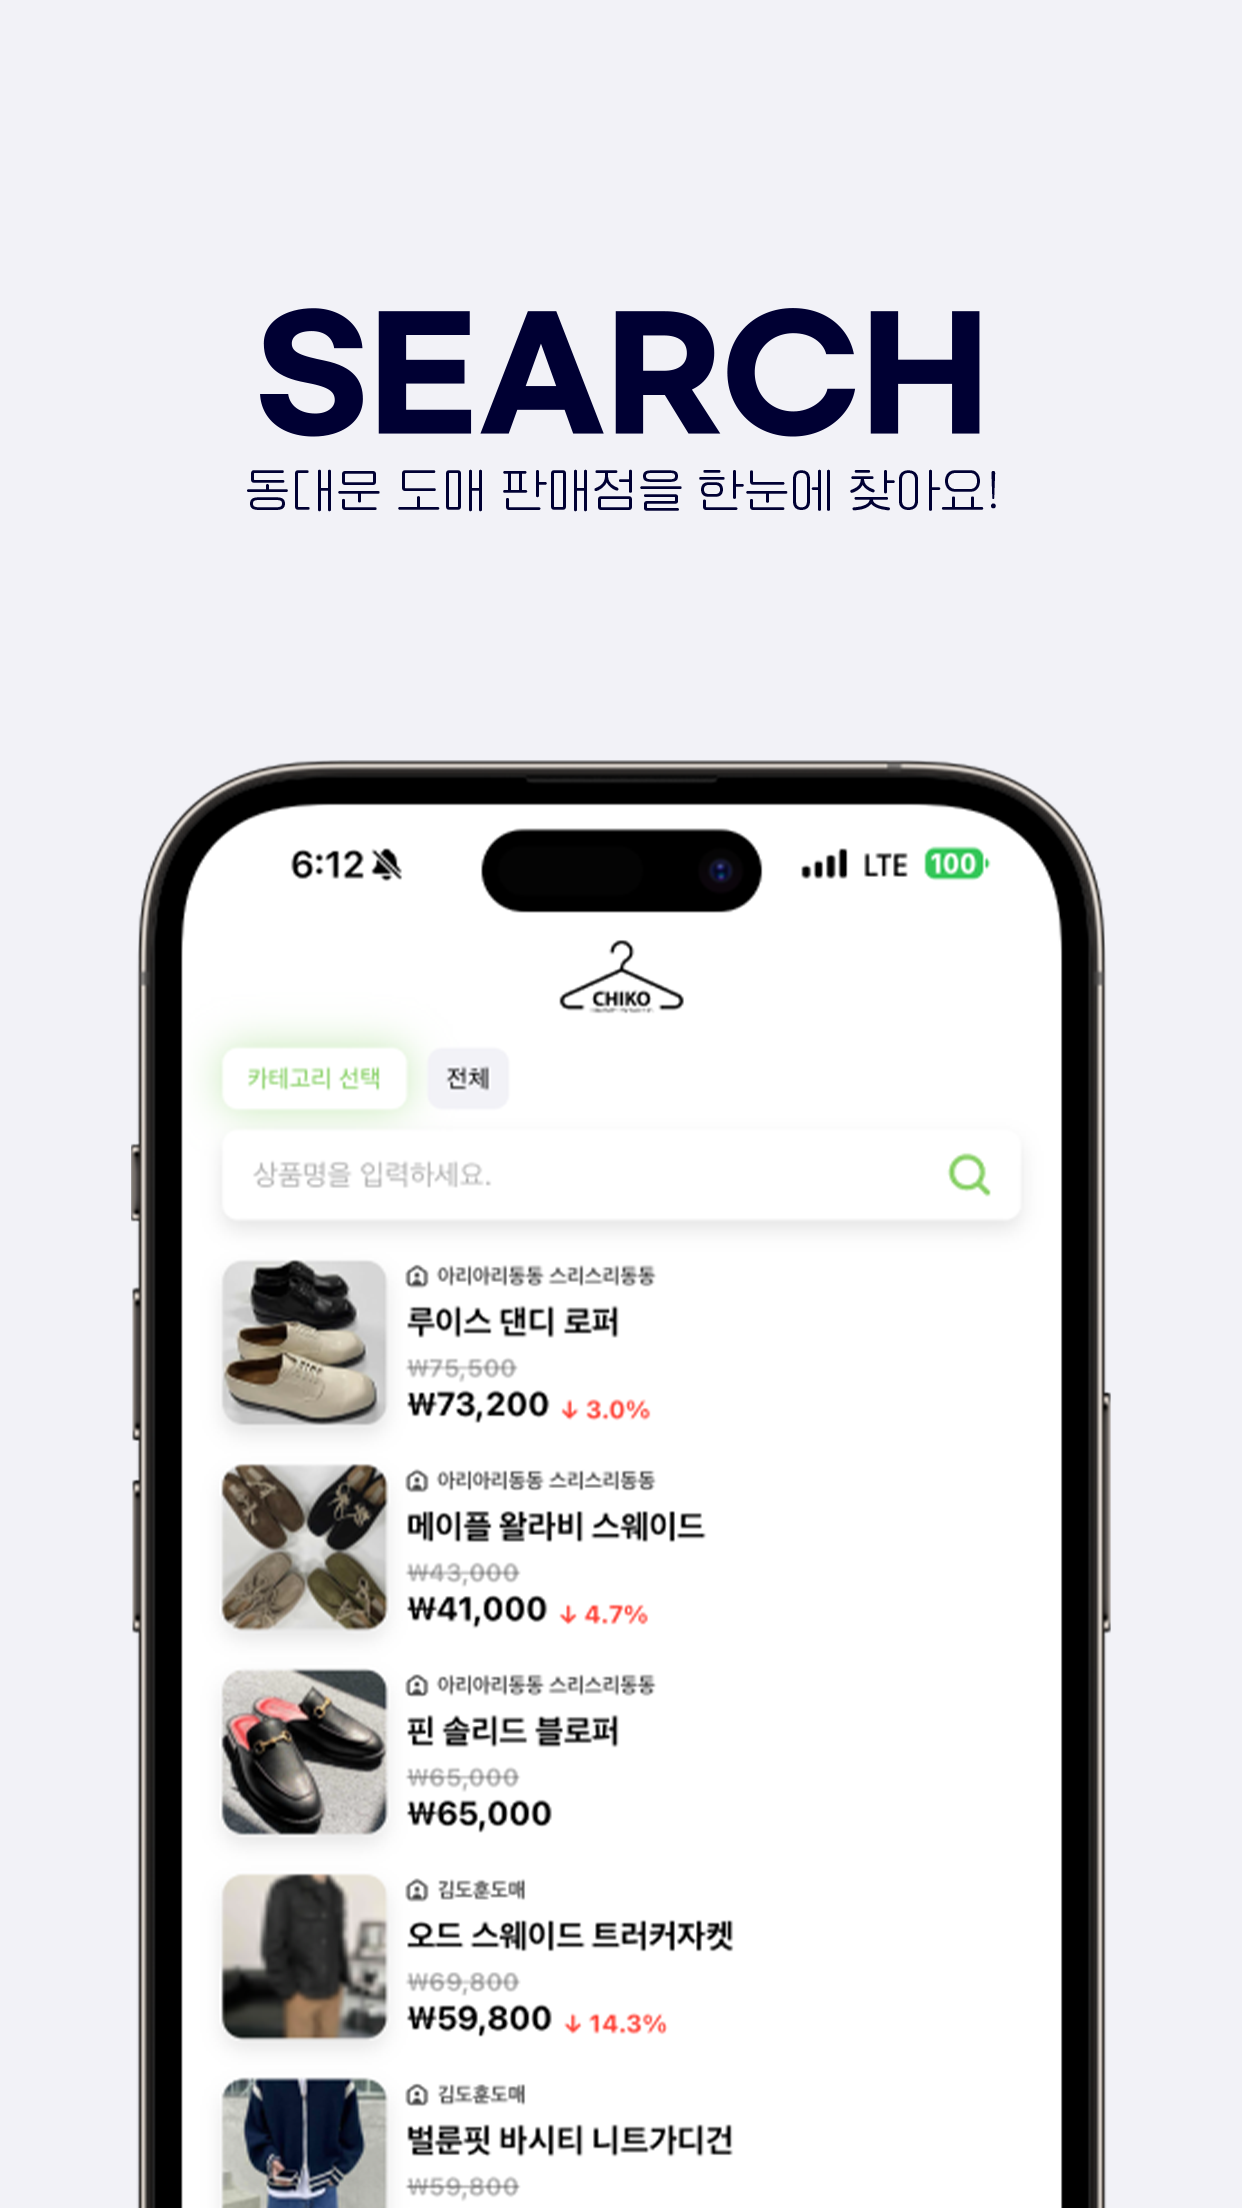 SEARCH
동대문 도매 판매점을 한눈에 찾아요!
6:12 LTE 100
CHIKO
카테고리 선택 전체
상품명을 입력하세요.
아리아리동동 스리스리동동
루이스 댄디 로퍼
₩75,500
₩73,200 ↓ 3.0%
아리아리동동 스리스리동동
메이플 왈라비 스웨이드
₩43,000
₩41,000 ↓ 4.7%
아리아리동동 스리스리동동
핀 솔리드 블로퍼
₩65,000
₩65,000
김도훈도매
오드 스웨이드 트러커자켓
₩69,800
₩59,800 ↓ 14.3%
김도훈도매
벌룬핏 바시티 니트가디건
₩59,800